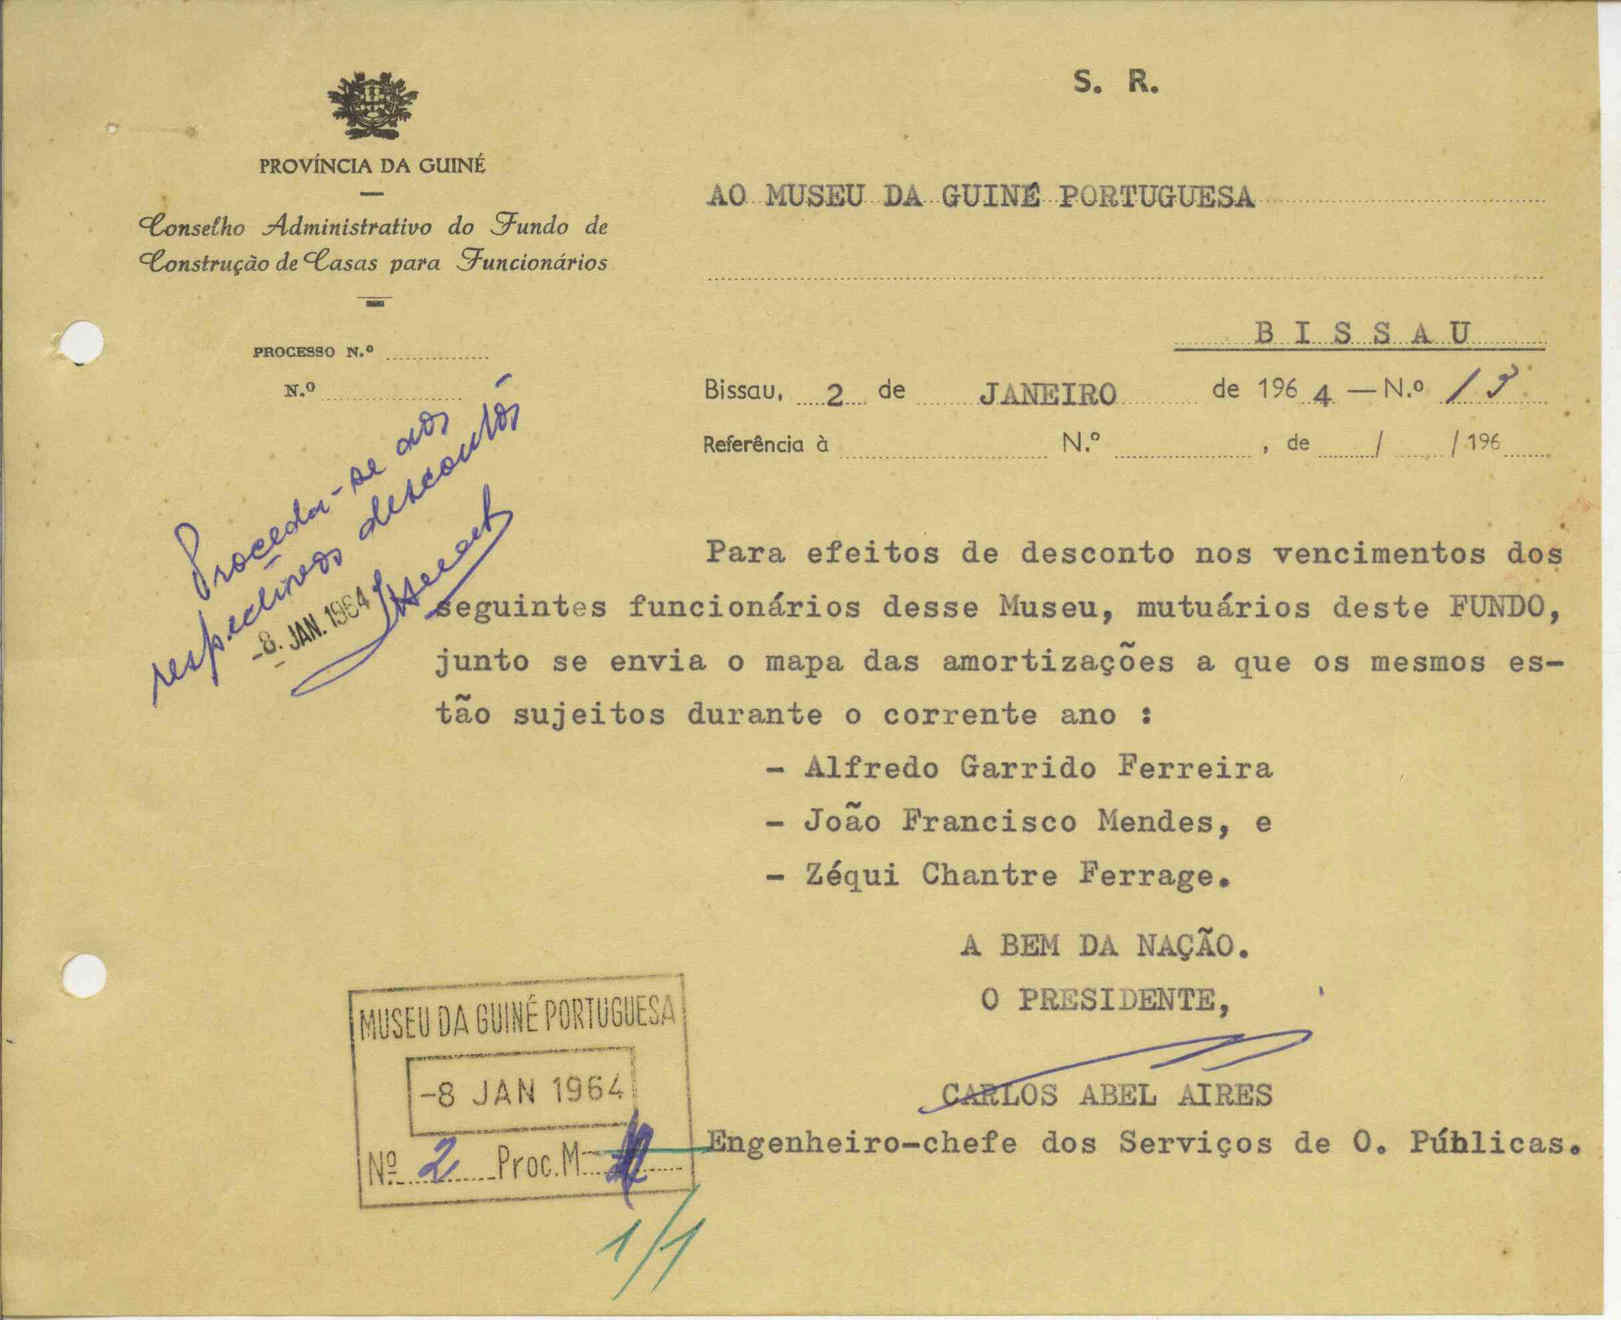 S. R.
PROVÍNCIA DA GUINÉ
Conselho Administrativo do Fundo de
Construção de Casas para Funcionários
PROCESSO N.º
N.º
AO MUSEU DA GUINÉ PORTUGUESA
BISSAU
Bissau, 2 de JANEIRO de 1964 — N.º 13
Referência à N.º , de / /196
Proceda-se aos
respectivos descontos
-8. JAN. 1964
Para efeitos de desconto nos vencimentos dos
seguintes funcionários desse Museu, mutuários deste FUNDO,
junto se envia o mapa das amortizações a que os mesmos es-
tão sujeitos durante o corrente ano :
- Alfredo Garrido Ferreira
- João Francisco Mendes, e
- Zéqui Chantre Ferrage.
A BEM DA NAÇÃO.
O PRESIDENTE,
CARLOS ABEL AIRES
Engenheiro-chefe dos Serviços de O. Públicas.
MUSEU DA GUINÉ PORTUGUESA
-8 JAN 1964
Nº 2 Proc. M
1/1